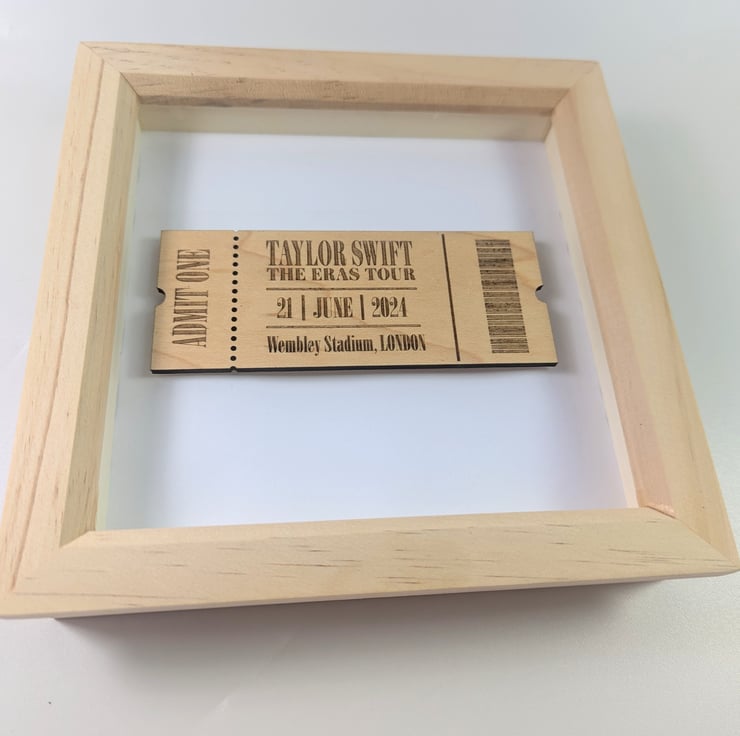 ADMIT ONE
TAYLOR SWIFT
THE ERAS TOUR
21 | JUNE | 2024
Wembley Stadium, LONDON